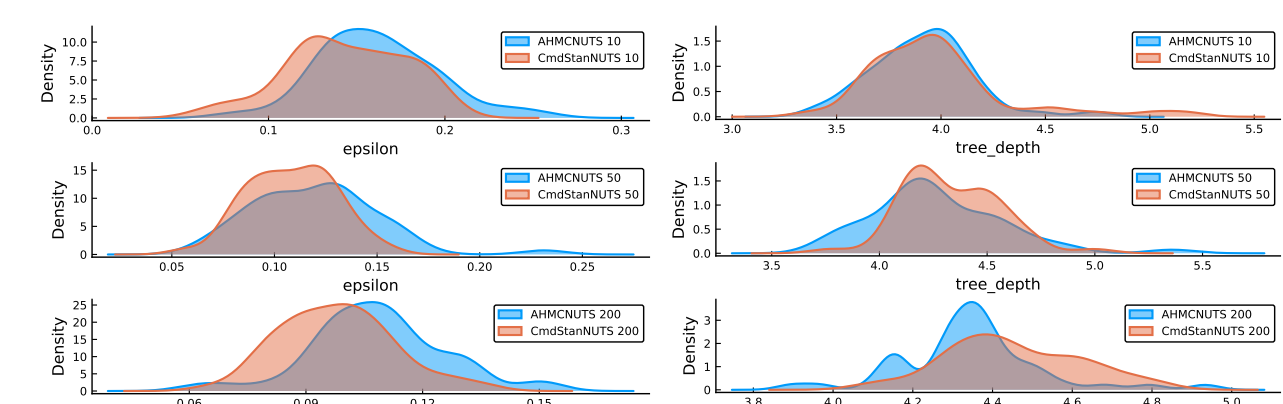 Density
10.0
7.5
5.0
2.5
0.0
0.0 0.1 0.2 0.3
epsilon
AHMCNUTS 10
CmdStanNUTS 10
Density
1.5
1.0
0.5
0.0
3.0 3.5 4.0 4.5 5.0 5.5
tree_depth
AHMCNUTS 10
CmdStanNUTS 10
Density
15
10
5
0
0.05 0.10 0.15 0.20 0.25
epsilon
AHMCNUTS 50
CmdStanNUTS 50
Density
1.5
1.0
0.5
0.0
3.5 4.0 4.5 5.0 5.5
tree_depth
AHMCNUTS 50
CmdStanNUTS 50
Density
25
20
15
10
5
0
0.06 0.09 0.12 0.15
AHMCNUTS 200
CmdStanNUTS 200
Density
3
2
1
0
3.8 4.0 4.2 4.4 4.6 4.8 5.0
AHMCNUTS 200
CmdStanNUTS 200